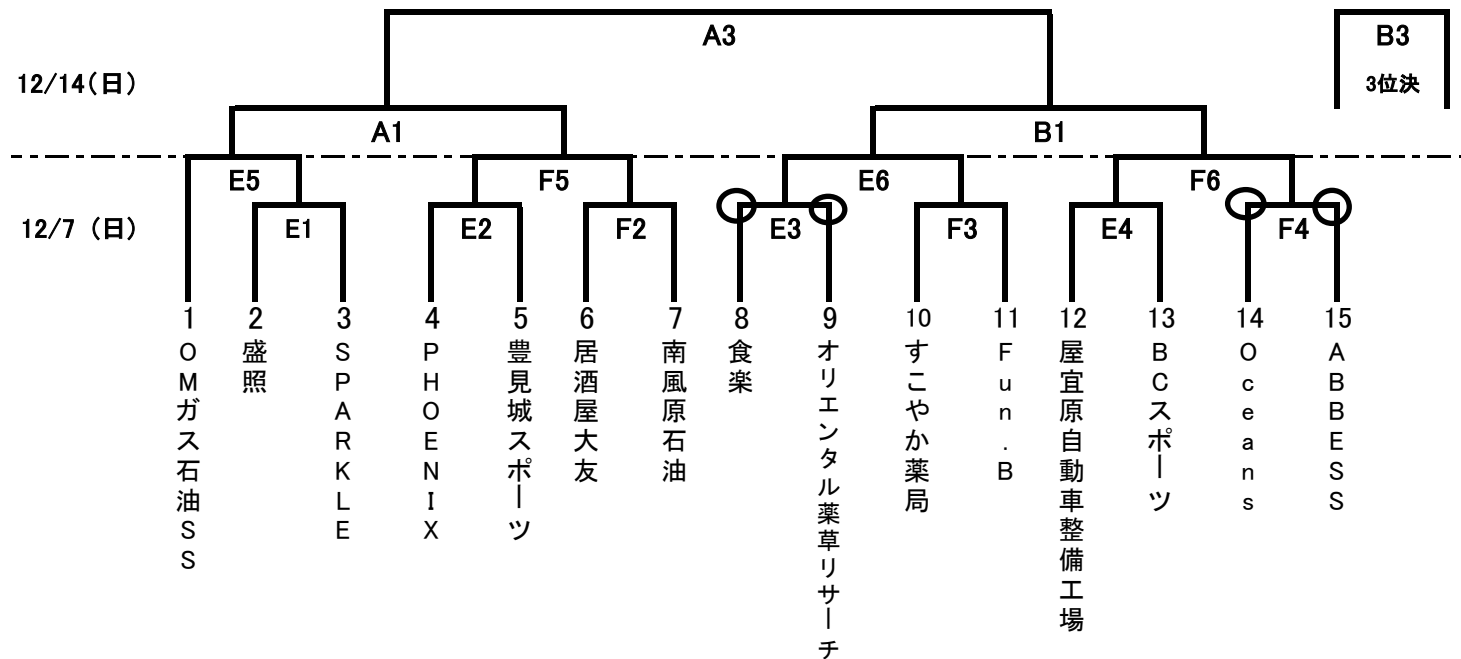 A3
B3
12/14(日)
3位決
A1
B1
E5
F5
E6
F6
12/7 (日)
E1
E2
F2
E3
F3
E4
F4
1
OMガス石油SS
2
盛照
3
SPARKLE
4
PHOENIX
5
豊見城スポーツ
6
居酒屋大友
7
南風原石油
8
食楽
9
オリエンタル薬草リサーチ
10
すこやか薬局
11
Fun.B
12
屋宜原自動車整備工場
13
BCスポーツ
14
Oceans
15
ABBESS